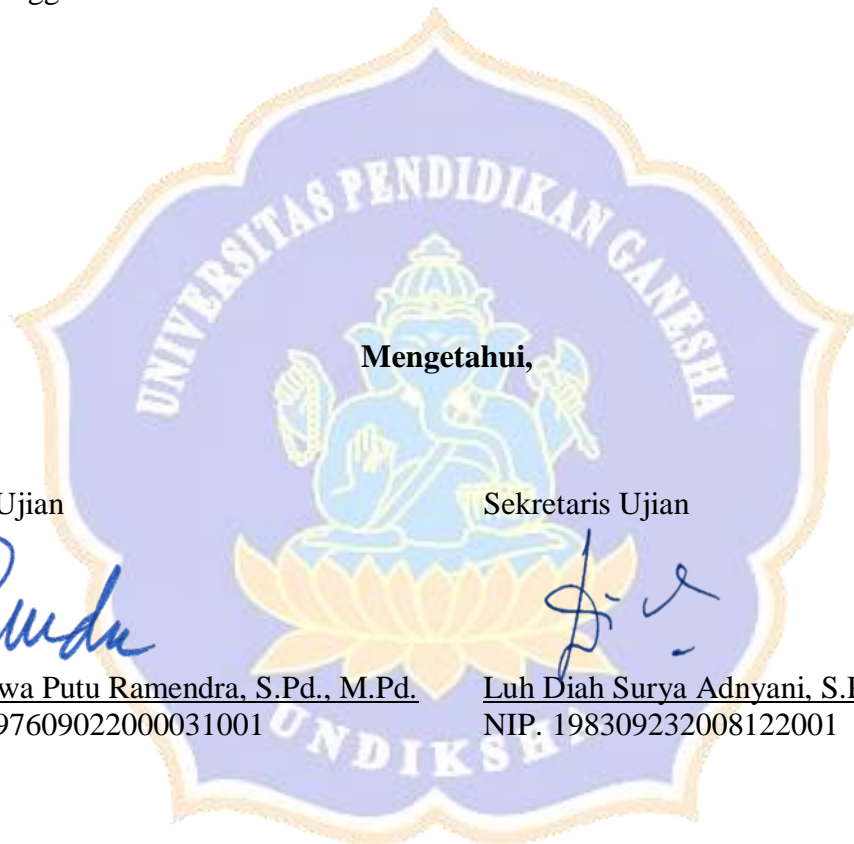 UNIVERSITAS PENDIDIKAN GANESHA
Mengetahui,
Ujian
Sekretaris Ujian
wa Putu Ramendra, S.Pd., M.Pd.
Luh Diah Surya Adnyani, S.
97609022000031001
NIP. 198309232008122001
UNDIKSHA